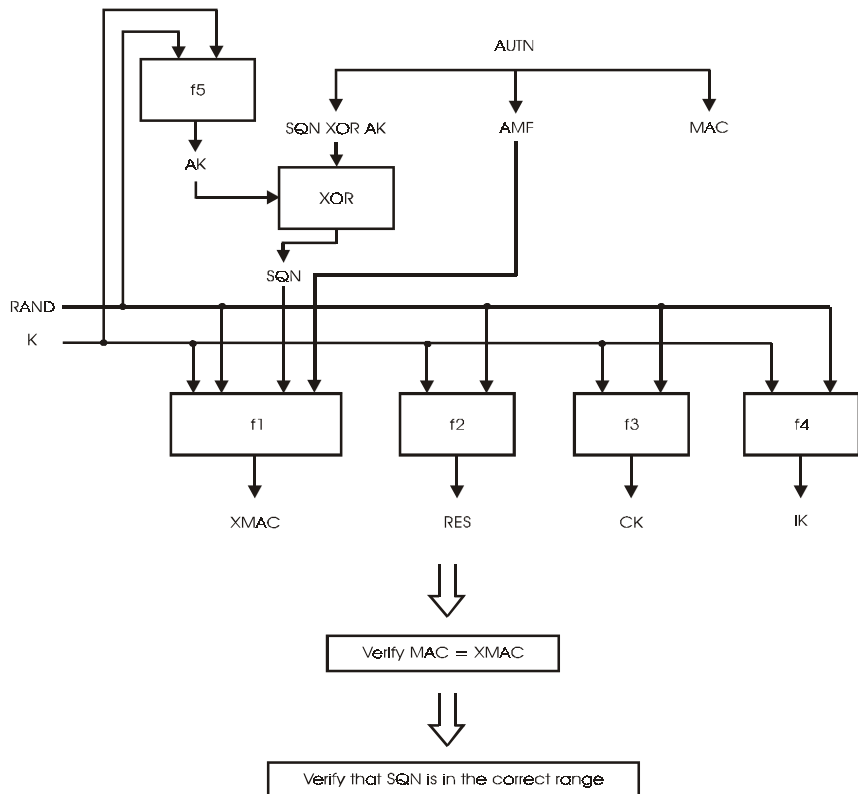 AUTN
f5
SQN XOR AK
AMF
MAC
AK
XOR
SQN
RAND
K
f1
f2
f3
f4
XMAC
RES
CK
IK
Verify MAC = XMAC
Verify that SQN is in the correct range